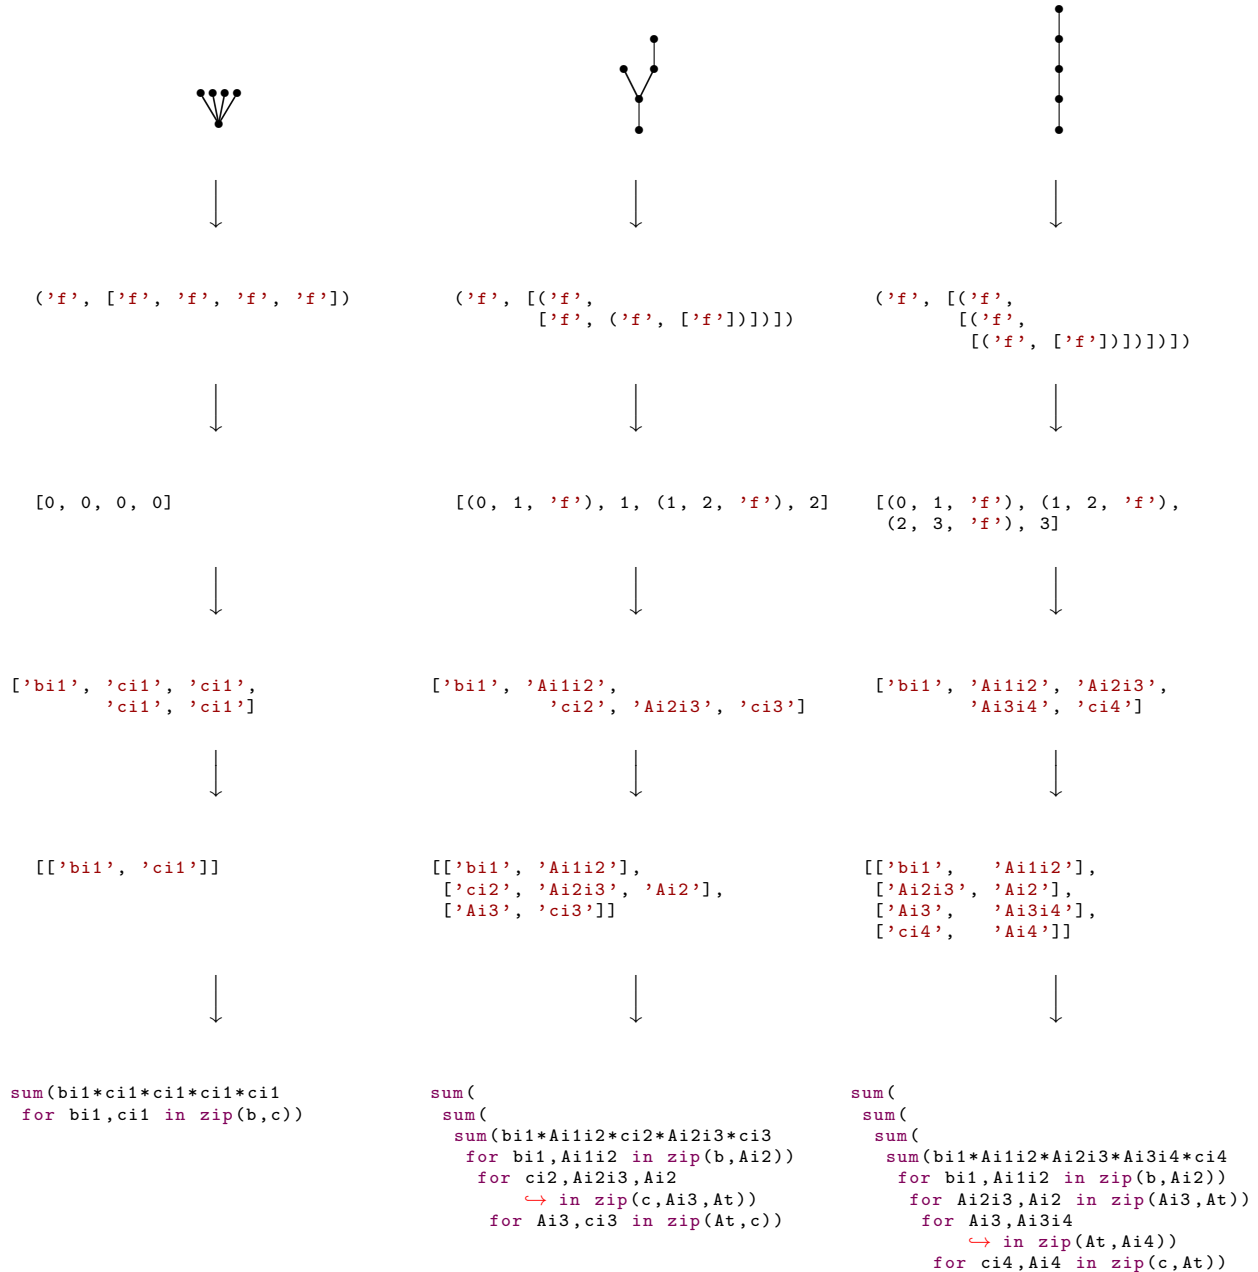 (’f’, [’f’, ’f’, ’f’, ’f’])
(’f’, [(’f’,
[’f’, (’f’, [’f’])])])
(’f’, [(’f’,
[(’f’,
[(’f’, [’f’])])])])
[0, 0, 0, 0]
[(0, 1, ’f’), 1, (1, 2, ’f’), 2]
[(0, 1, ’f’), (1, 2, ’f’),
(2, 3, ’f’), 3]
[’bi1’, ’ci1’, ’ci1’,
’ci1’, ’ci1’]
[’bi1’, ’Ai1i2’,
’ci2’, ’Ai2i3’, ’ci3’]
[’bi1’, ’Ai1i2’, ’Ai2i3’,
’Ai3i4’, ’ci4’]
[[’bi1’, ’ci1’]]
[[’bi1’, ’Ai1i2’],
[’ci2’, ’Ai2i3’, ’Ai2’],
[’Ai3’, ’ci3’]]
[[’bi1’, ’Ai1i2’],
[’Ai2i3’, ’Ai2’],
[’Ai3’, ’Ai3i4’],
[’ci4’, ’Ai4’]]
sum(bi1*ci1*ci1*ci1*ci1
for bi1,ci1 in zip(b,c))
sum(
sum(
sum(bi1*Ai1i2*ci2*Ai2i3*ci3
for bi1,Ai1i2 in zip(b,Ai2))
for ci2,Ai2i3,Ai2
↪ in zip(c,Ai3,At))
for Ai3,ci3 in zip(At,c))
sum(
sum(
sum(
sum(bi1*Ai1i2*Ai2i3*Ai3i4*ci4
for bi1,Ai1i2 in zip(b,Ai2))
for Ai2i3,Ai2 in zip(Ai3,At))
for Ai3,Ai3i4
↪ in zip(At,Ai4))
for ci4,Ai4 in zip(c,At))